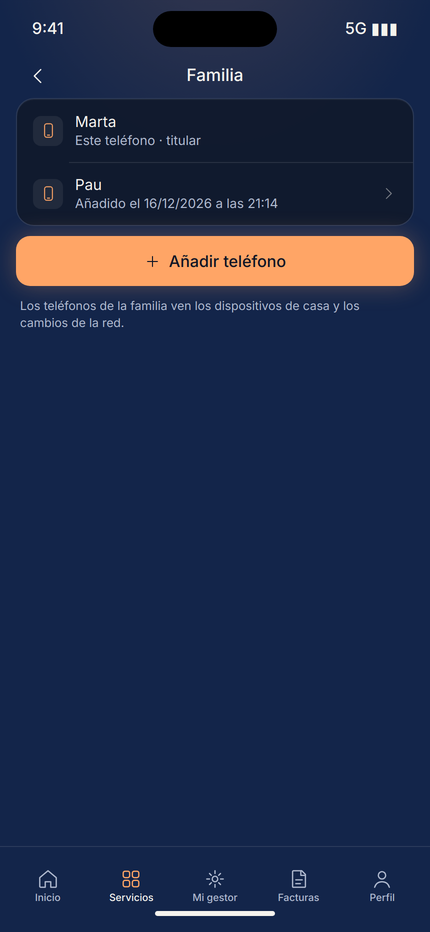 9:41
5G
Familia
Marta
Este teléfono · titular
Pau
Añadido el 16/12/2026 a las 21:14
+ Añadir teléfono
Los teléfonos de la familia ven los dispositivos de casa y los
cambios de la red.
Inicio
Servicios
Mi gestor
Facturas
Perfil